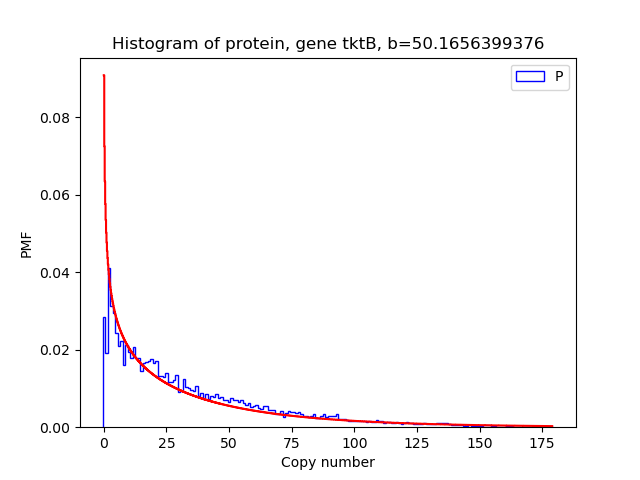 Histogram of protein, gene tktB, b=50.1656399376
P
0.08
0.06
0.04
0.02
0.00
PMF
0 25 50 75 100 125 150 175
Copy number